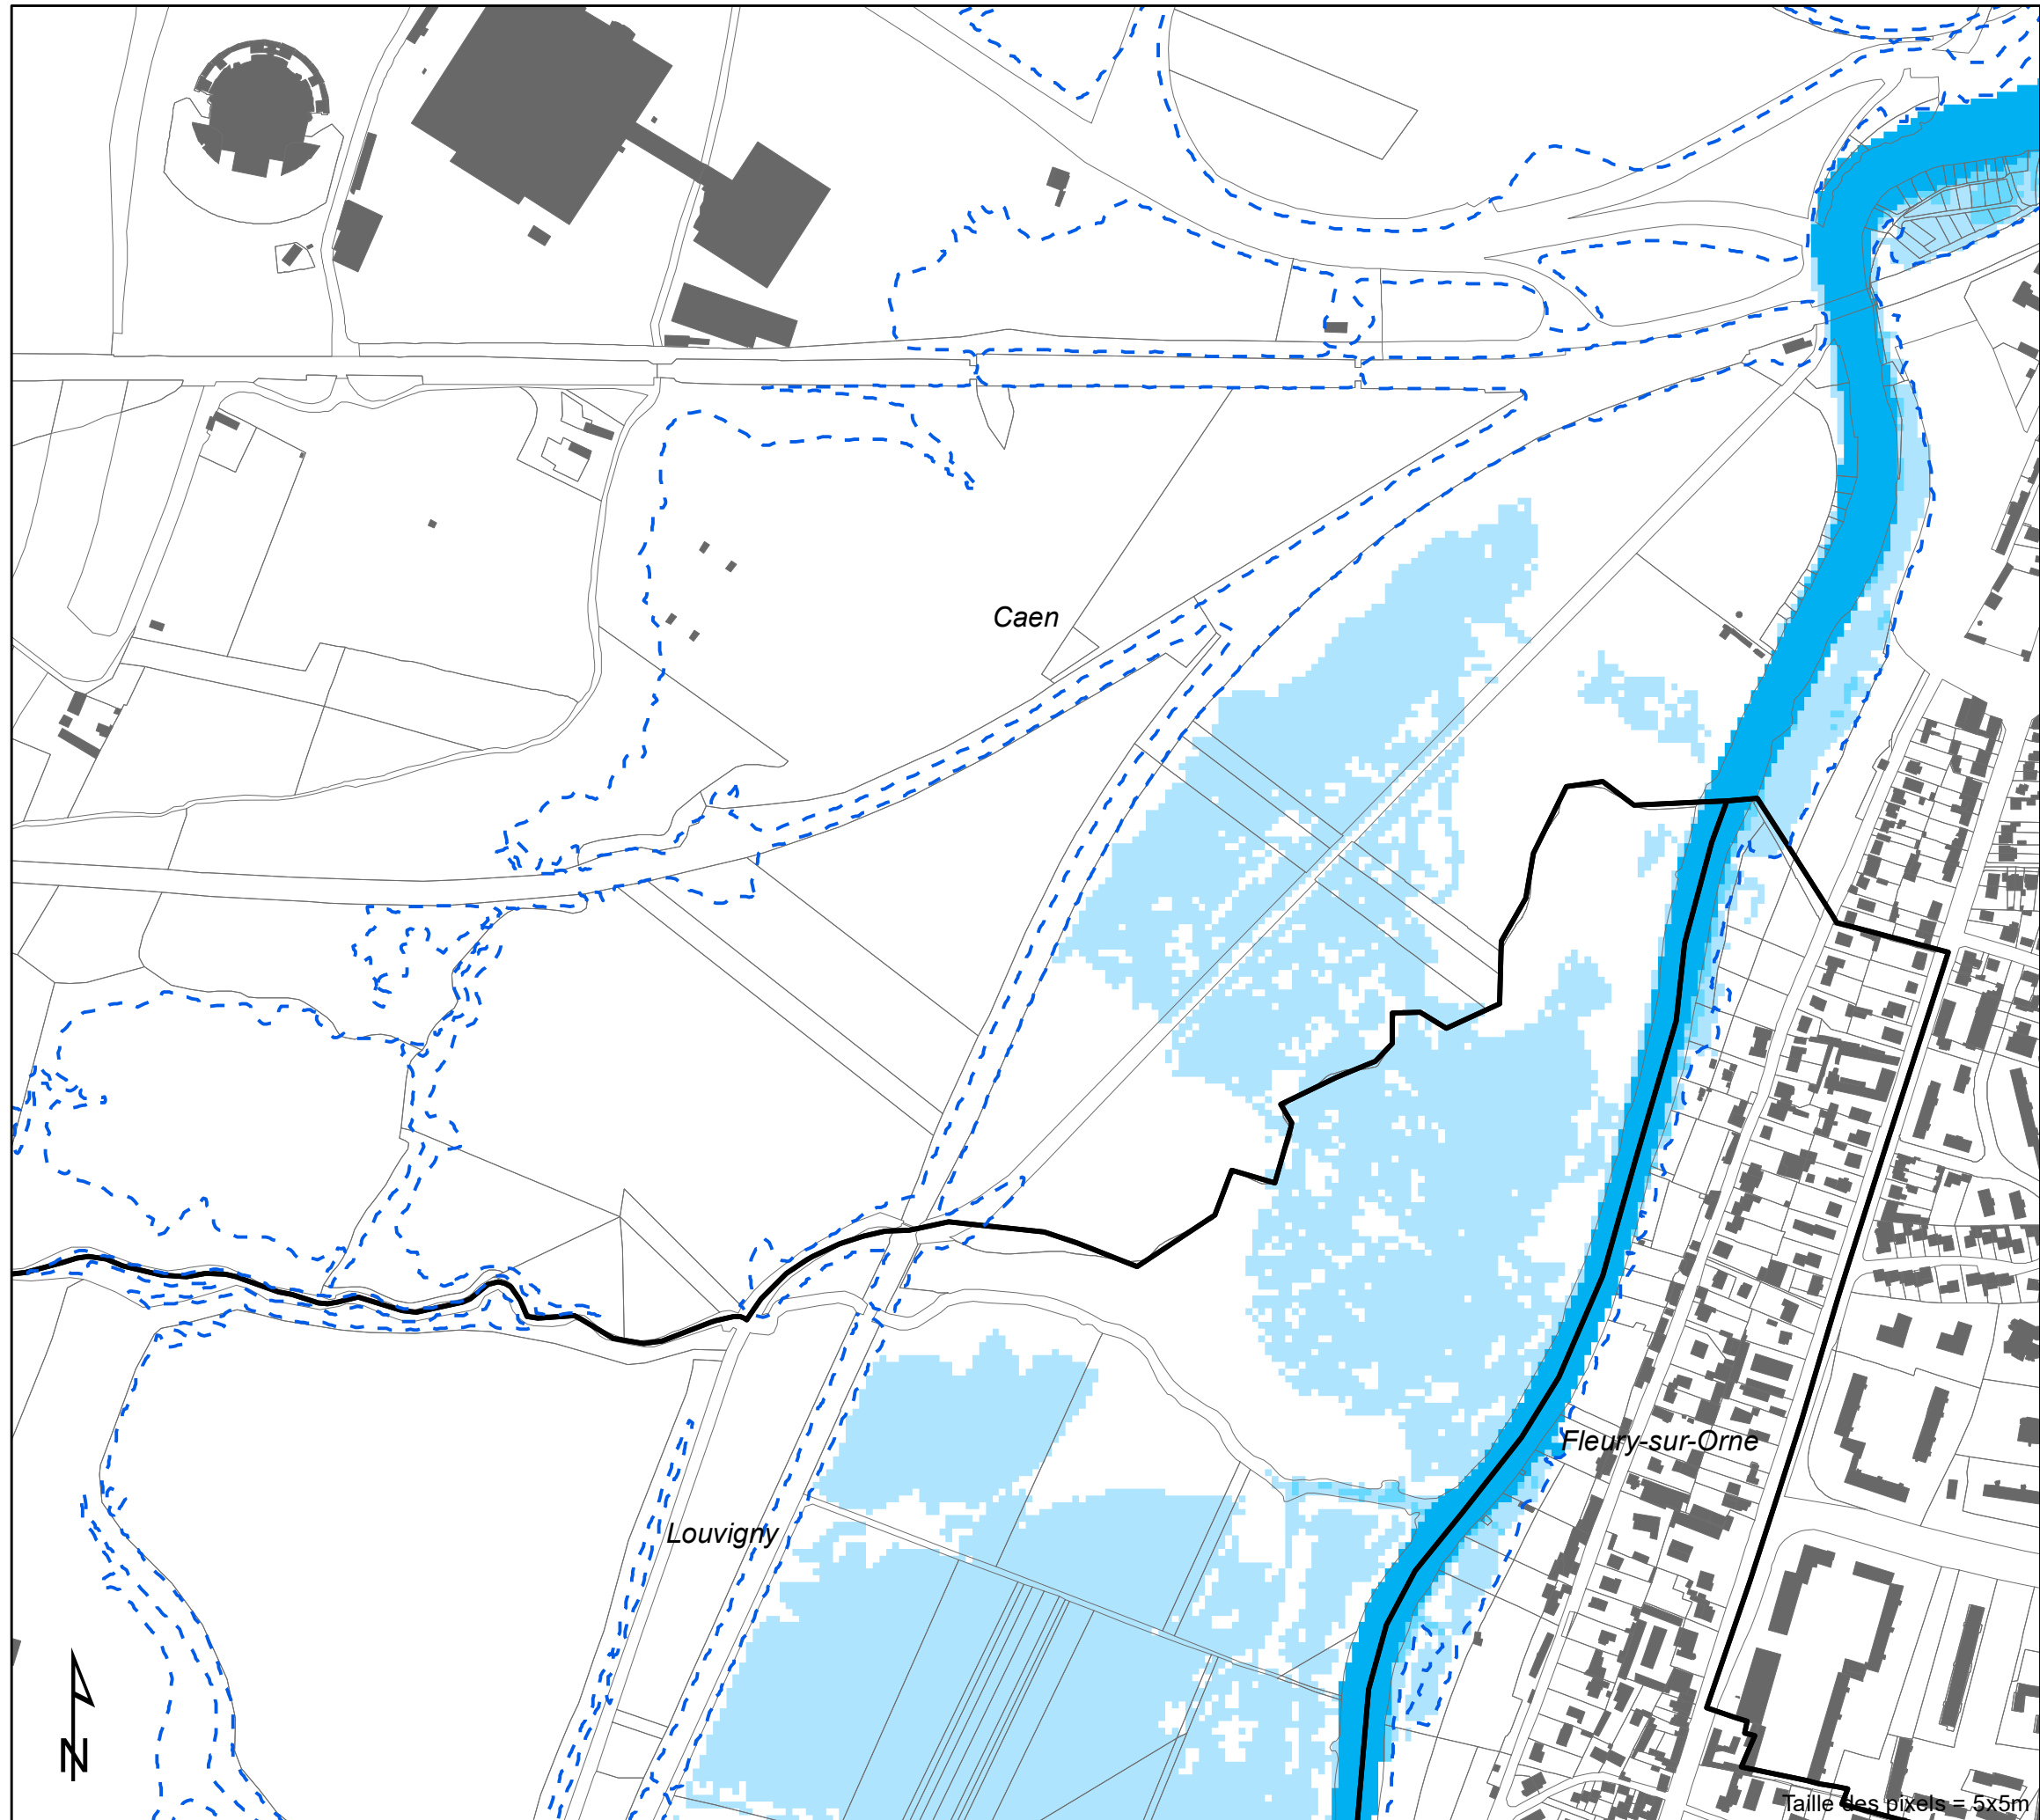 Caen
Fleury-sur-Orne
Louvigny
N
Taille des pixels = 5x5m